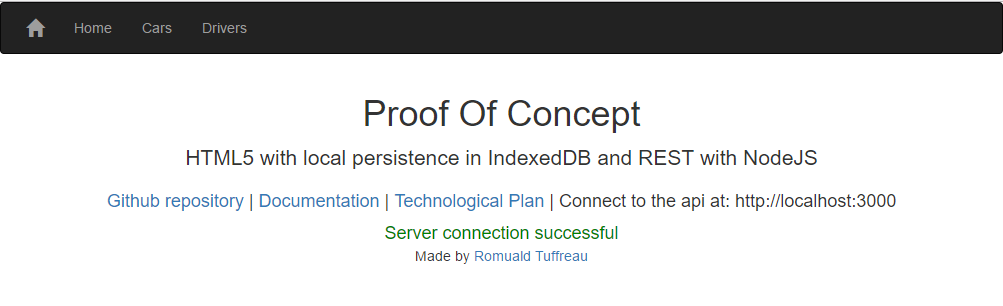 Home Cars Drivers
Proof Of Concept
HTML5 with local persistence in IndexedDB and REST with NodeJS
Github repository | Documentation | Technological Plan | Connect to the api at: http://localhost:3000
Server connection successful
Made by Romuald Tuffreau